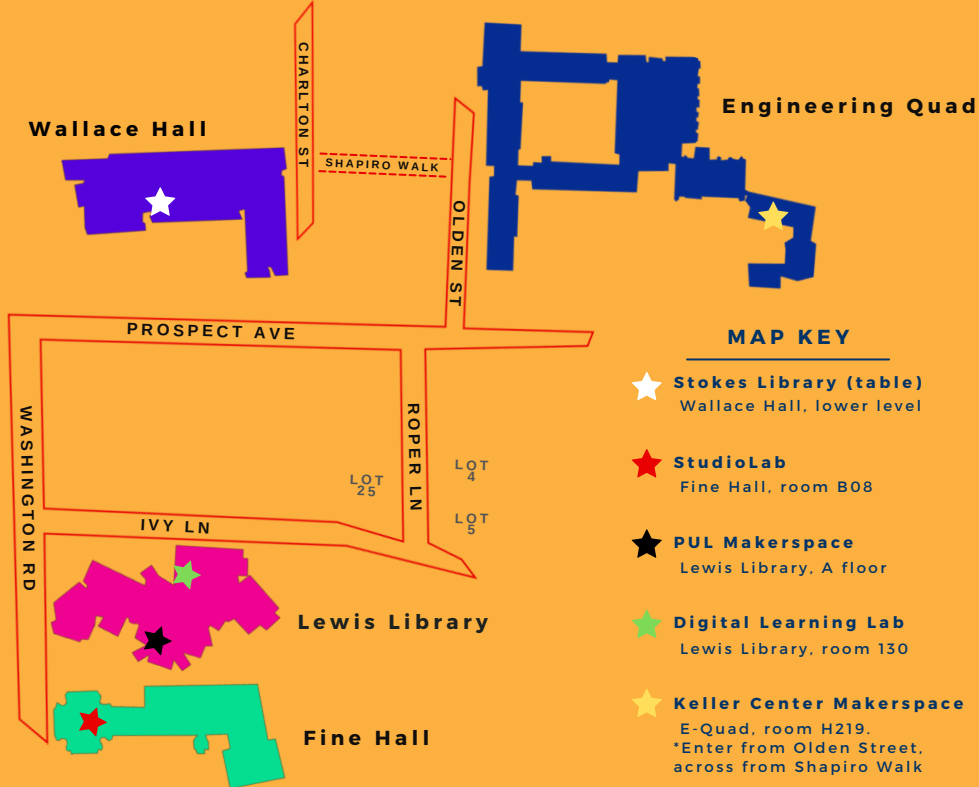 CHARLTON ST
Engineering Quad
Wallace Hall
SHAPIRO WALK
OLDEN ST
PROSPECT AVE
WASHINGTON RD
ROPER LN
LOT
25
LOT
4
LOT
5
IVY LN
Lewis Library
Fine Hall
MAP KEY
Stokes Library (table)
Wallace Hall, lower level
StudioLab
Fine Hall, room B08
PUL Makerspace
Lewis Library, A floor
Digital Learning Lab
Lewis Library, room 130
Keller Center Makerspace
E-Quad, room H219.
*Enter from Olden Street,
across from Shapiro Walk